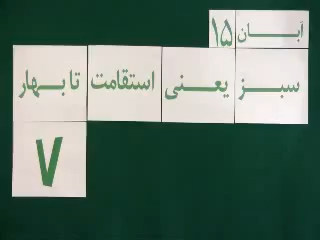 آبان ۱۵
سبز یعنی استقامت تا بهار
۷